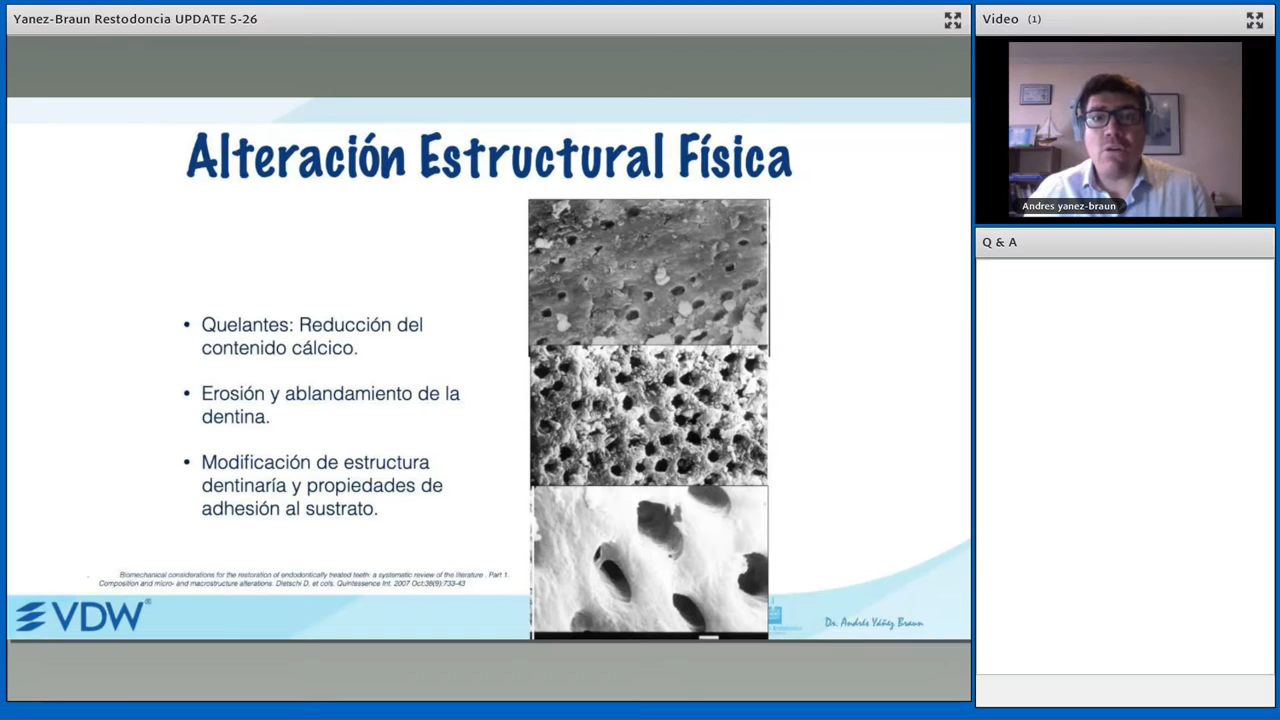 Yanez-Braun Restodoncia UPDATE 5-26
Video (1)
Andres yanez-braun
Q & A
Alteración Estructural Física
• Quelantes: Reducción del
contenido cálcico.
• Erosión y ablandamiento de la
dentina.
• Modificación de estructura
dentinaría y propiedades de
adhesión al sustrato.
Biomechanical considerations for the restoration of endodontically treated teeth: a systematic review of the literature . Part 1.
Composition and micro- and macrostructure alterations. Dietschi D, et cols. Quintessence Int. 2007 Oct;38(9):733-43
VDW®
Dr. Andrés Yáñez Braun